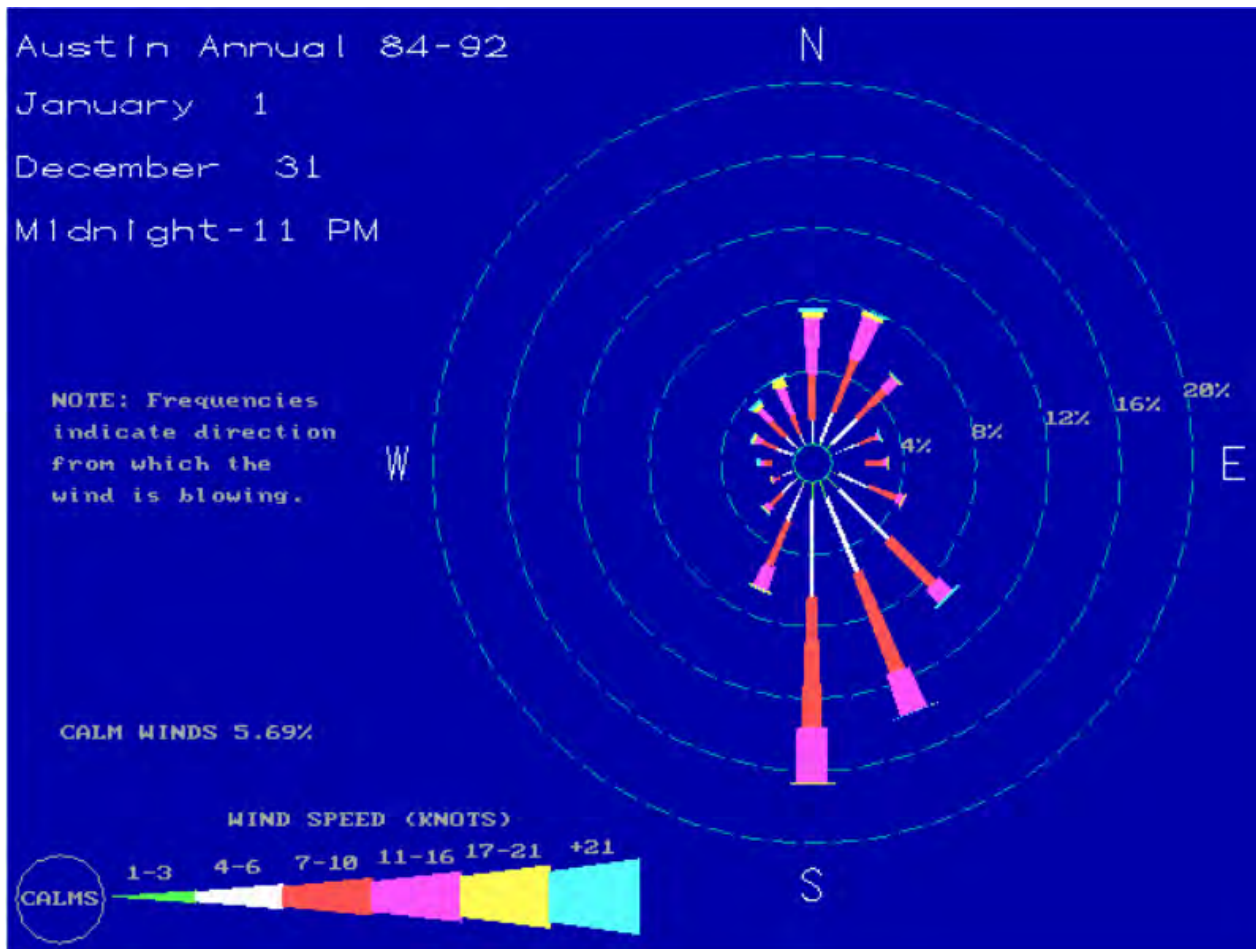 Austin Annual 84-92
January 1
December 31
Midnight-11 PM
N
NOTE: Frequencies
indicate direction
from which the
wind is blowing.
W
4%
8%
12%
16%
20%
E
CALM WINDS 5.69%
S
WIND SPEED (KNOTS)
CALMS
1-3
4-6
7-10
11-16
17-21
+21